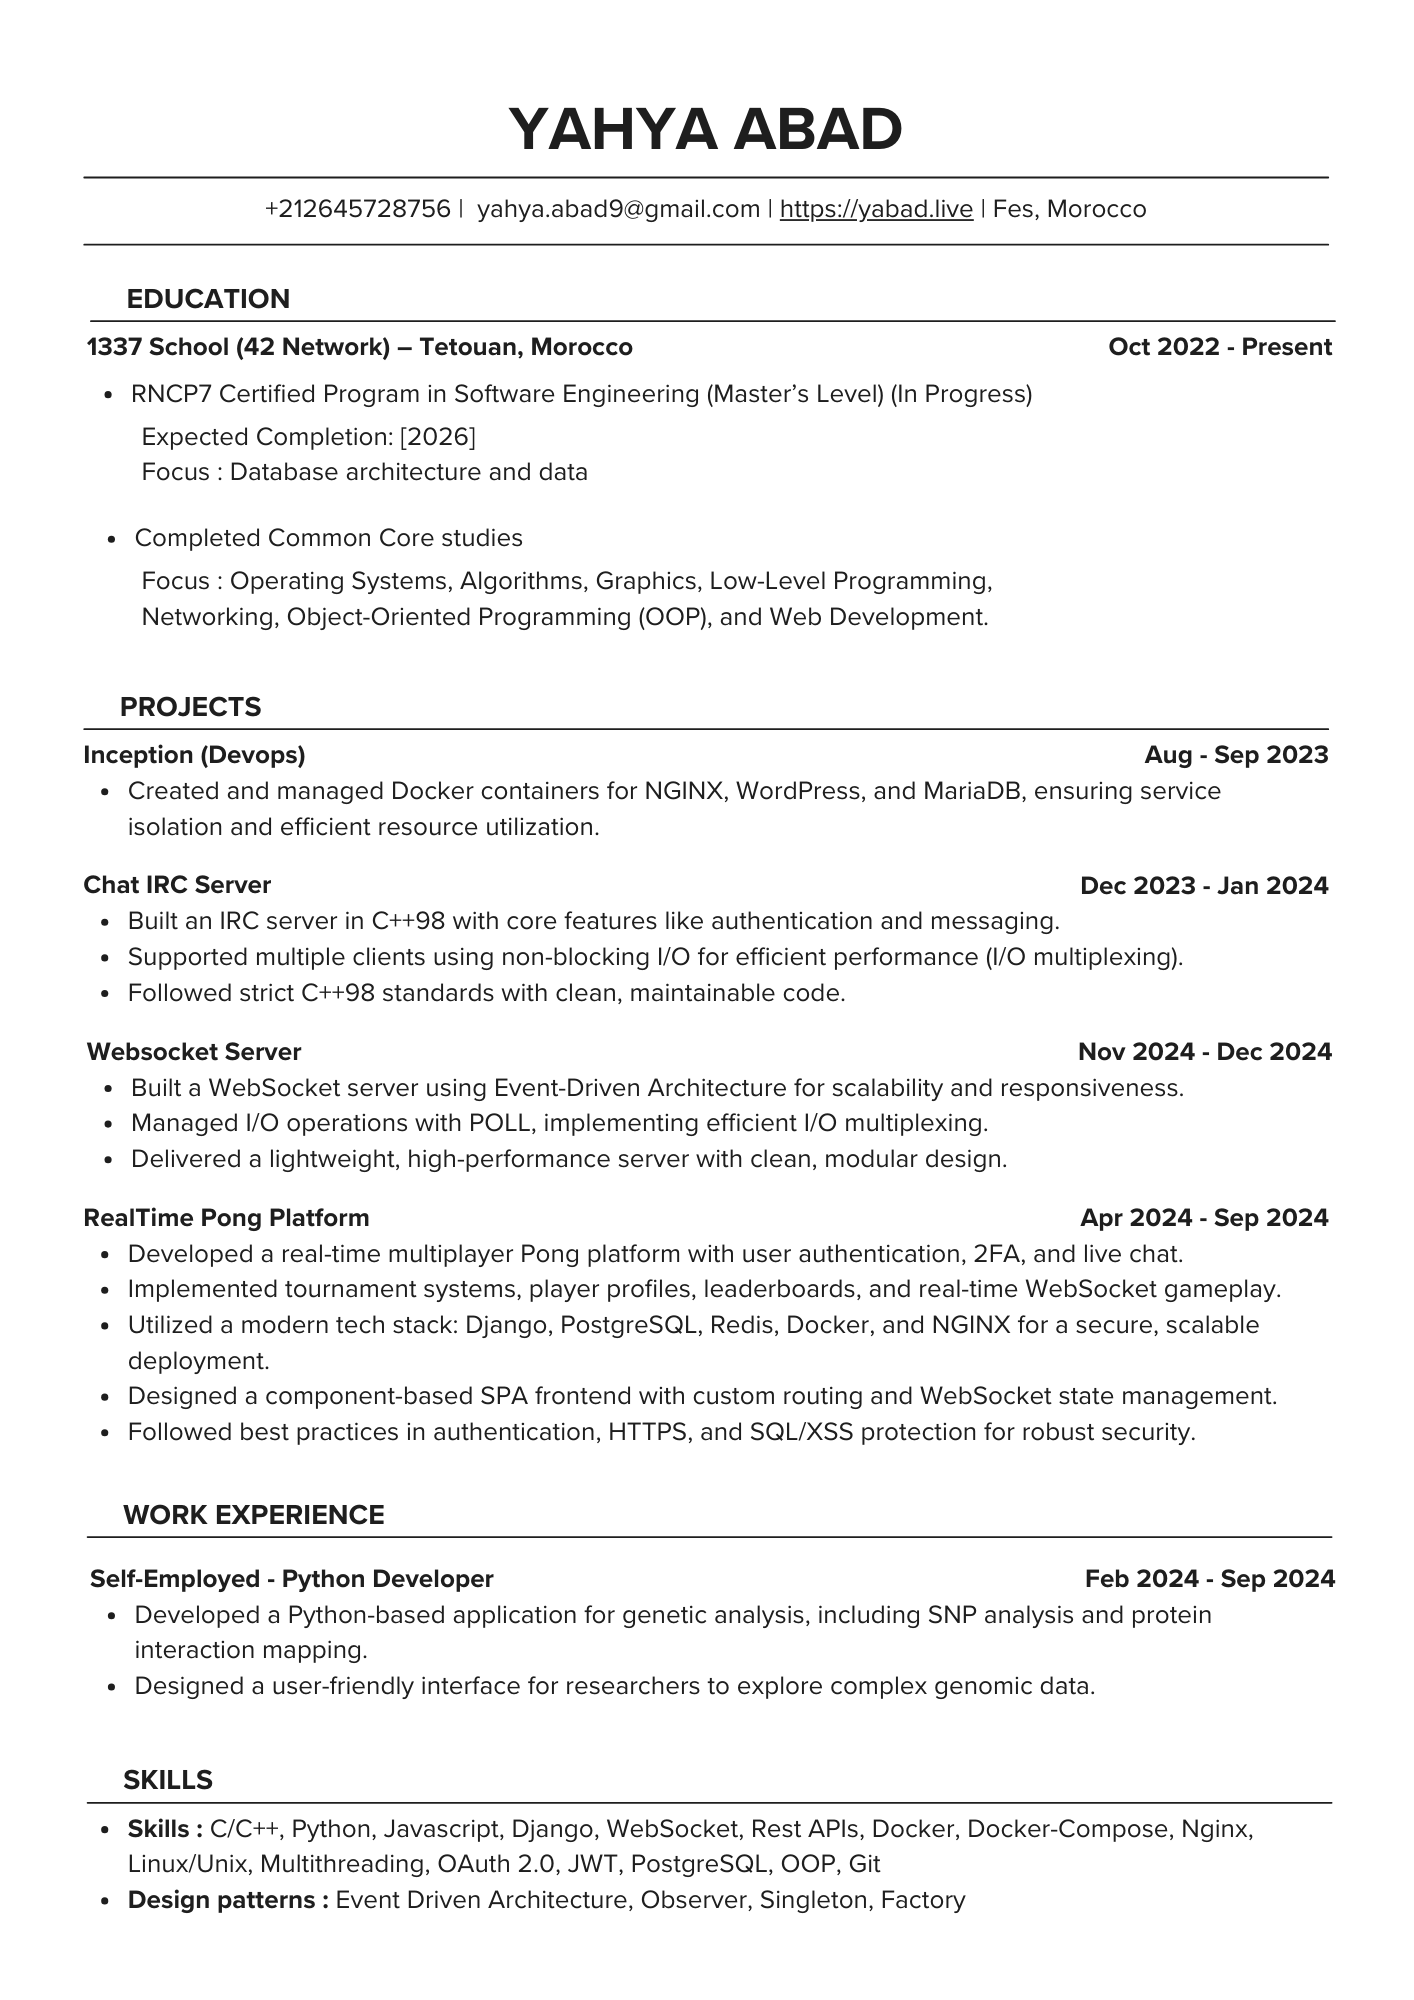 YAHYA ABAD
+212645728756 | yahya.abad9@gmail.com | https://yabad.live | Fes, Morocco
EDUCATION
1337 School (42 Network) – Tetouan, Morocco Oct 2022 - Present
• RNCP7 Certified Program in Software Engineering (Master’s Level) (In Progress)
Expected Completion: [2026]
Focus : Database architecture and data
• Completed Common Core studies
Focus : Operating Systems, Algorithms, Graphics, Low-Level Programming,
Networking, Object-Oriented Programming (OOP), and Web Development.
PROJECTS
Inception (Devops) Aug - Sep 2023
• Created and managed Docker containers for NGINX, WordPress, and MariaDB, ensuring service
isolation and efficient resource utilization.
Chat IRC Server Dec 2023 - Jan 2024
• Built an IRC server in C++98 with core features like authentication and messaging.
• Supported multiple clients using non-blocking I/O for efficient performance (I/O multiplexing).
• Followed strict C++98 standards with clean, maintainable code.
Websocket Server Nov 2024 - Dec 2024
• Built a WebSocket server using Event-Driven Architecture for scalability and responsiveness.
• Managed I/O operations with POLL, implementing efficient I/O multiplexing.
• Delivered a lightweight, high-performance server with clean, modular design.
RealTime Pong Platform Apr 2024 - Sep 2024
• Developed a real-time multiplayer Pong platform with user authentication, 2FA, and live chat.
• Implemented tournament systems, player profiles, leaderboards, and real-time WebSocket gameplay.
• Utilized a modern tech stack: Django, PostgreSQL, Redis, Docker, and NGINX for a secure, scalable
deployment.
• Designed a component-based SPA frontend with custom routing and WebSocket state management.
• Followed best practices in authentication, HTTPS, and SQL/XSS protection for robust security.
WORK EXPERIENCE
Self-Employed - Python Developer Feb 2024 - Sep 2024
• Developed a Python-based application for genetic analysis, including SNP analysis and protein
interaction mapping.
• Designed a user-friendly interface for researchers to explore complex genomic data.
SKILLS
• Skills : C/C++, Python, Javascript, Django, WebSocket, Rest APIs, Docker, Docker-Compose, Nginx,
Linux/Unix, Multithreading, OAuth 2.0, JWT, PostgreSQL, OOP, Git
• Design patterns : Event Driven Architecture, Observer, Singleton, Factory